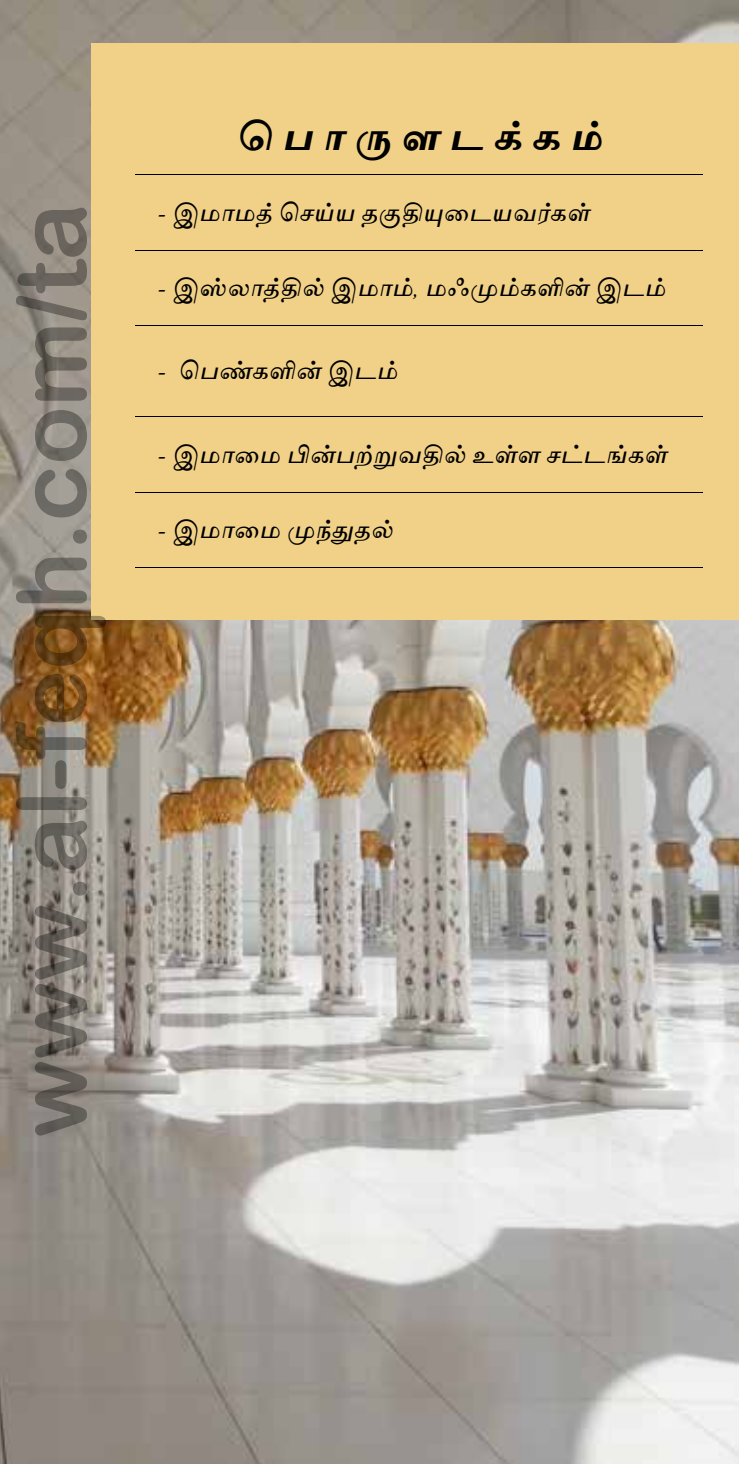 பொருளடக்கம்
- இமாமத் செய்ய தகுதியுடையவர்கள்
- இஸ்லாத்தில் இமாம், மஃமும்களின் இடம்
- பெண்களின் இடம்
- இமாமை பின்பற்றுவதில் உள்ள சட்டங்கள்
- இமாமை முந்துதல்
www.al-feqh.com/ta